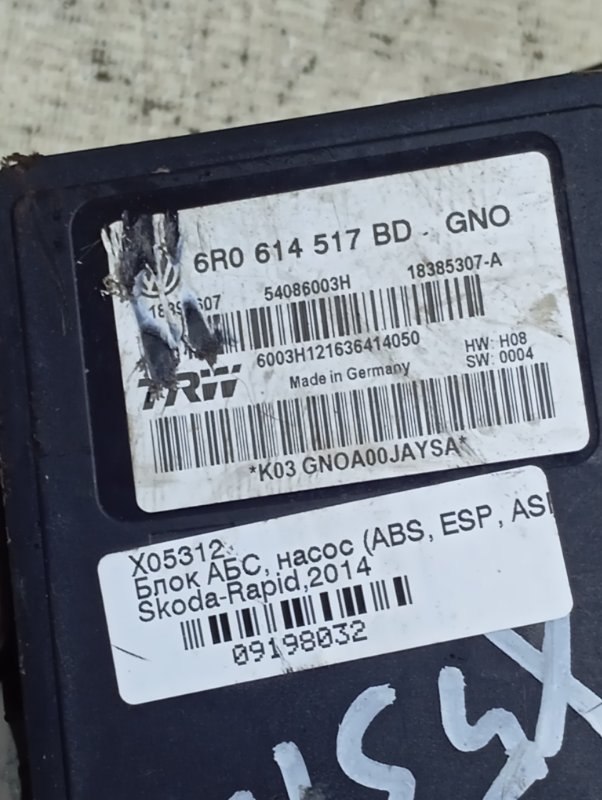 6R0 614 517 BD - GNO
54086003H 18385307-A
6003H121636414050
HW: H08
SW: 0004
TRW
Made in Germany
*K03 GNOA00JAYSA*
X05312
Блок АБС, насос (ABS, ESP, AS
Skoda-Rapid,2014
09198032